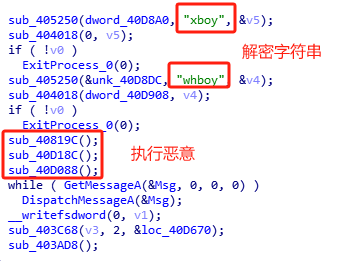 sub_405250(dword_40D8A0, "xboy", &v5);
解密字符串
sub_404018(0, v5);
if ( !v0 )
ExitProcess_0(0);
sub_405250(&unk_40D8DC, "whboy", &v4);
sub_404018(dword_40D908, v4);
if ( !v0 )
ExitProcess_0(0);
sub_40819C();
sub_40D18C();
执行恶意
sub_40D088();
while ( GetMessageA(&Msg, 0, 0, 0) )
DispatchMessageA(&Msg);
__writefsdword(0, v1);
sub_403C68(v3, 2, &loc_40D670);
sub_403AD8();